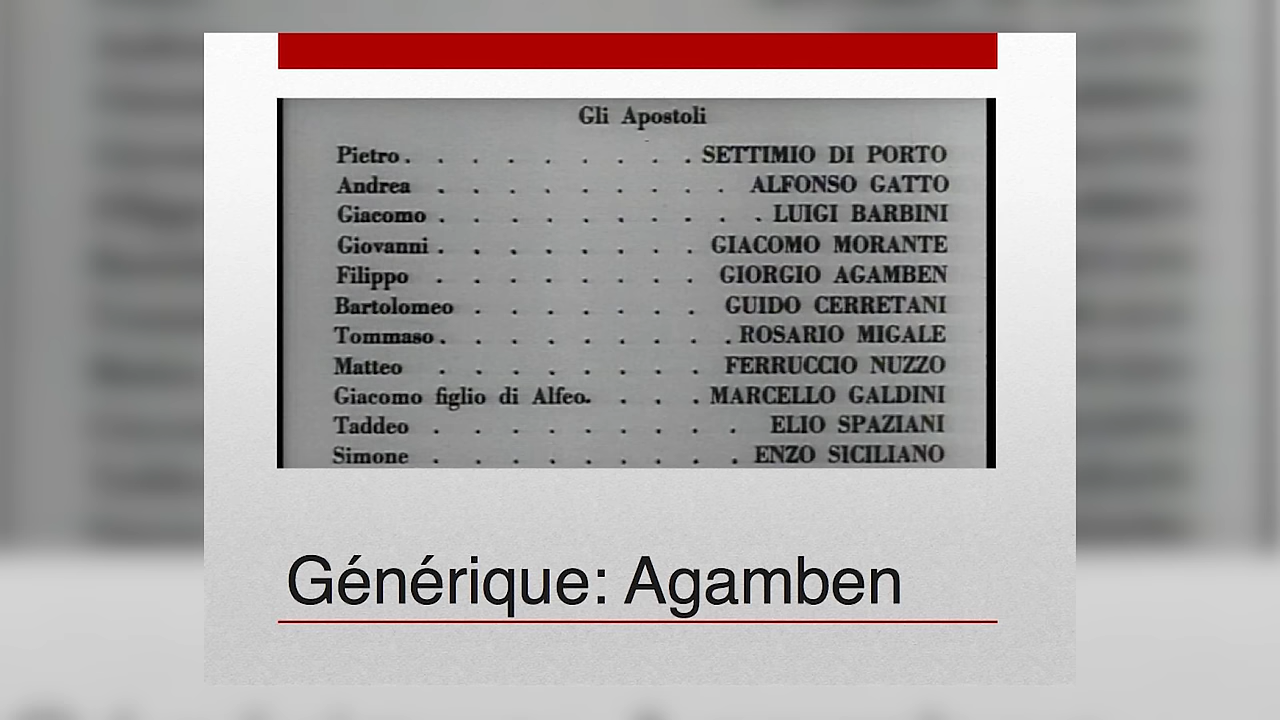 Gli Apostoli
Pietro. . . . . . . . . SETTIMIO DI PORTO
Andrea . . . . . . . . . ALFONSO GATTO
Giacomo . . . . . . . . . . LUIGI BARBINI
Giovanni . . . . . . . . GIACOMO MORANTE
Filippo . . . . . . . . GIORGIO AGAMBEN
Bartolomeo . . . . . . . GUIDO CERRETANI
Tommaso . . . . . . . . . ROSARIO MIGALE
Matteo . . . . . . . . FERRUCCIO NUZZO
Giacomo figlio di Alfeo. . . . MARCELLO GALDINI
Taddeo . . . . . . . . . ELIO SPAZIANI
Simone . . . . . . . . . ENZO SICILIANO
Générique: Agamben